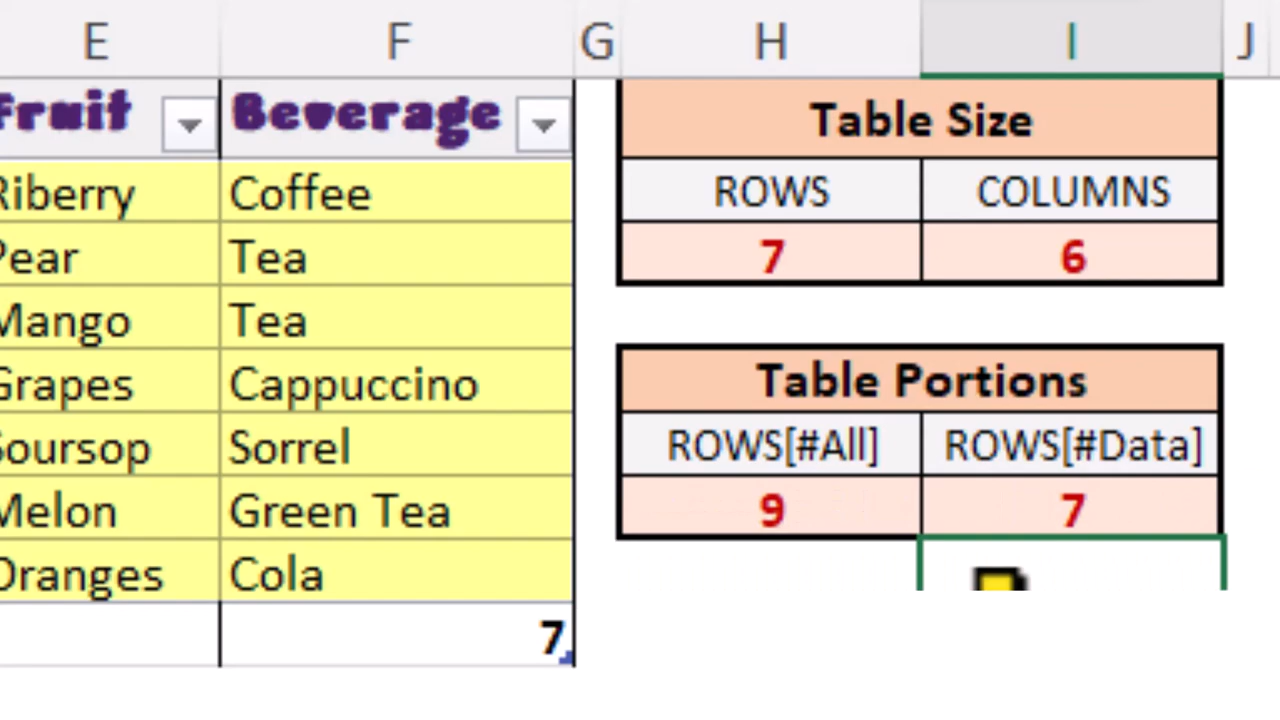 E F G H I J
Fruit Beverage Table Size
Riberry Coffee ROWS COLUMNS
Pear Tea 7 6
Mango Tea
Grapes Cappuccino Table Portions
Soursop Sorrel ROWS[#All] ROWS[#Data]
Melon Green Tea 9 7
Oranges Cola
7